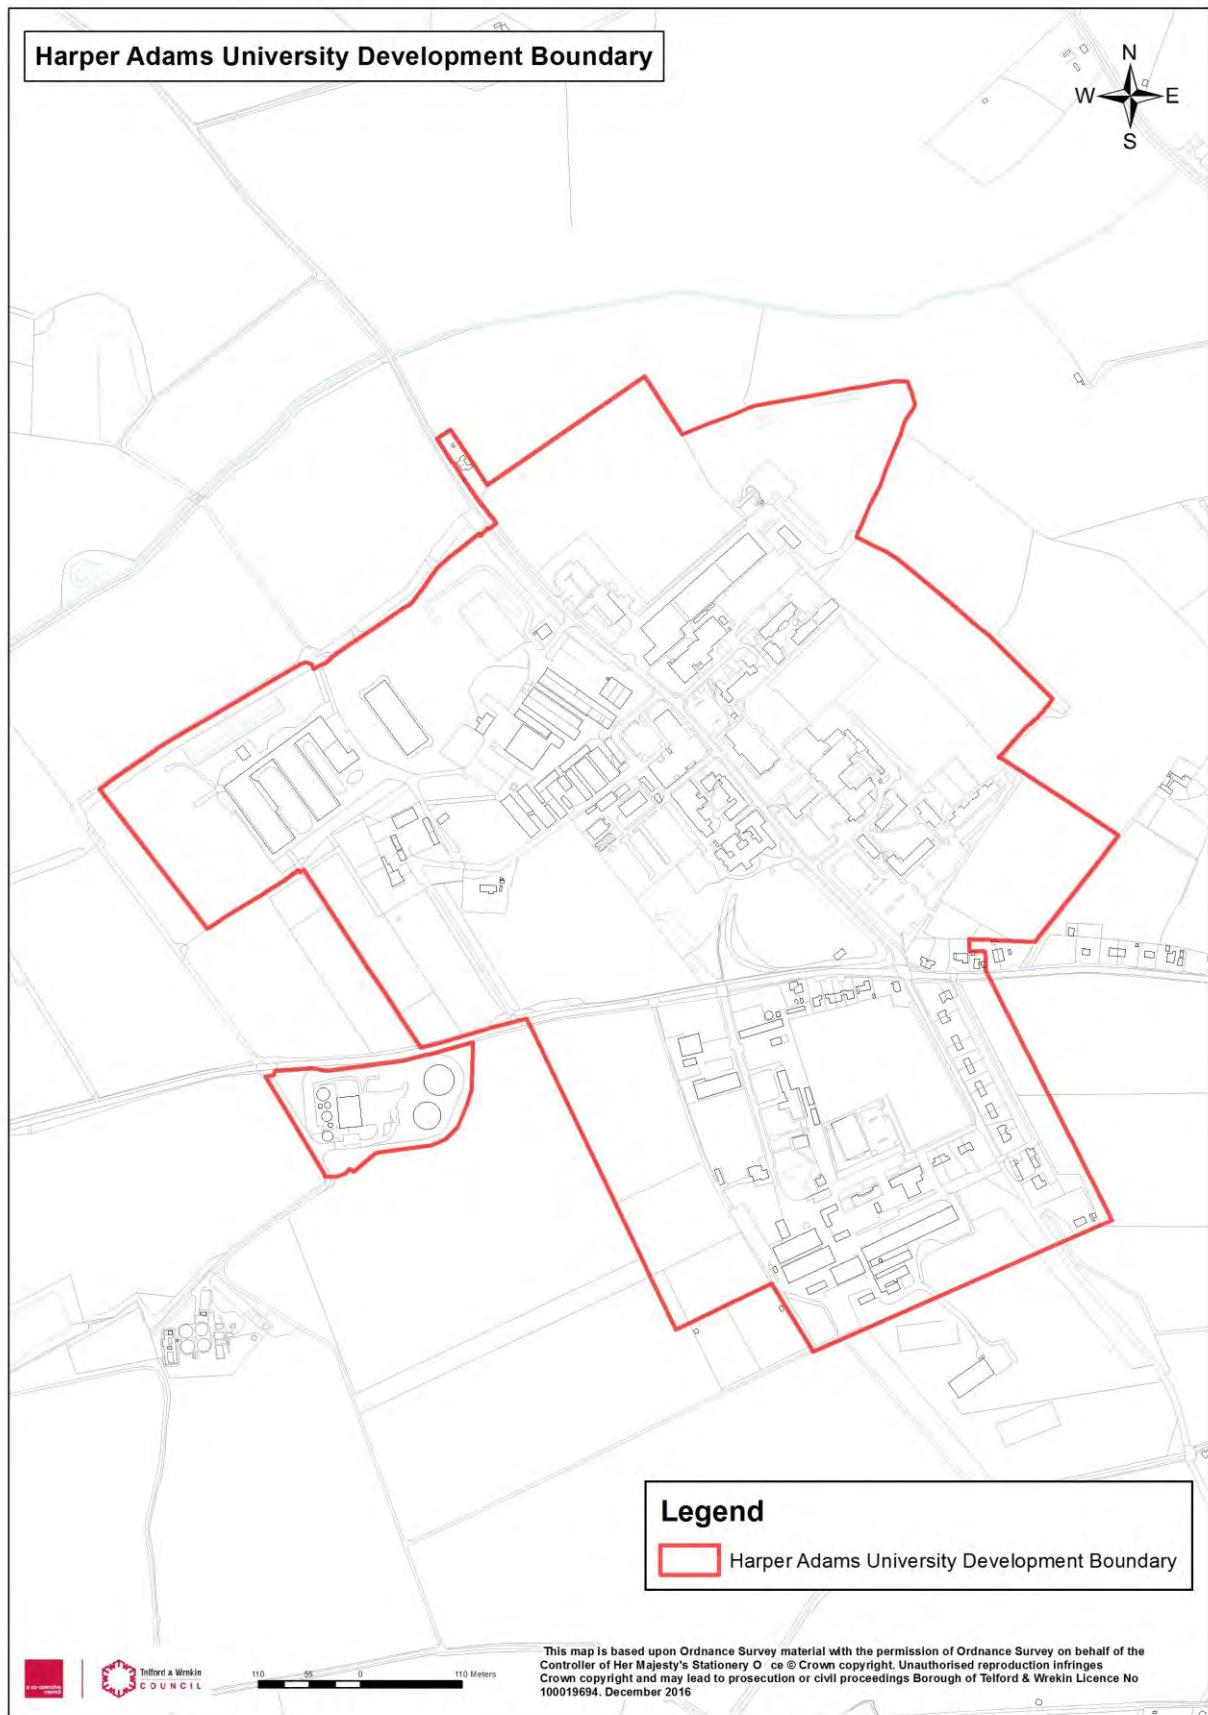 Harper Adams University Development Boundary
N
W E
S
Legend
Harper Adams University Development Boundary
a co-operative
council
Telford & Wrekin
COUNCIL
110 55 0 110 Meters
This map is based upon Ordnance Survey material with the permission of Ordnance Survey on behalf of the
Controller of Her Majesty's Stationery O ce © Crown copyright. Unauthorised reproduction infringes
Crown copyright and may lead to prosecution or civil proceedings Borough of Telford & Wrekin Licence No
100019694. December 2016